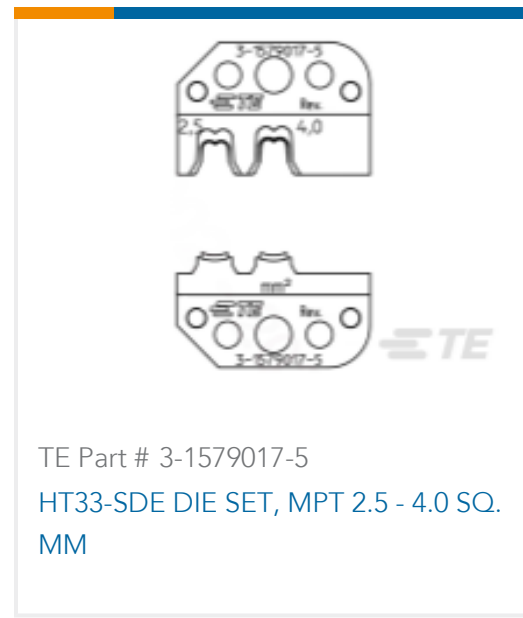 3-1579017-5
Rev.
2,5
4,0
mm²
Rev.
3-1579017-5
TE
TE Part # 3-1579017-5
HT33-SDE DIE SET, MPT 2.5 - 4.0 SQ.
MM